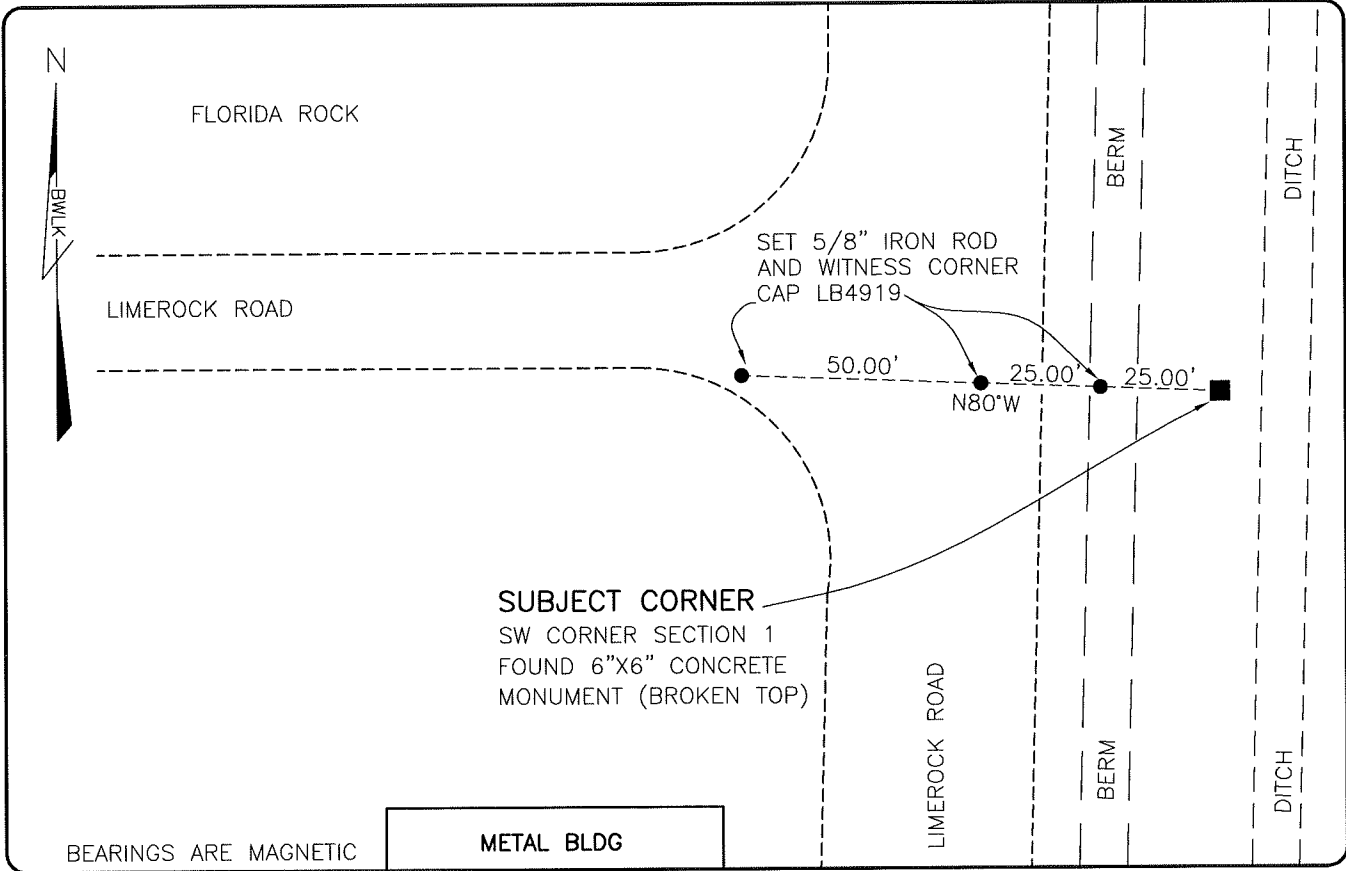 N
BWLK
FLORIDA ROCK
LIMEROCK ROAD
SET 5/8" IRON ROD
AND WITNESS CORNER
CAP LB4919
BERM
DITCH
50.00'
25.00'
25.00'
N80°W
SUBJECT CORNER
SW CORNER SECTION 1
FOUND 6"X6" CONCRETE
MONUMENT (BROKEN TOP)
LIMEROCK ROAD
BERM
DITCH
BEARINGS ARE MAGNETIC
METAL BLDG